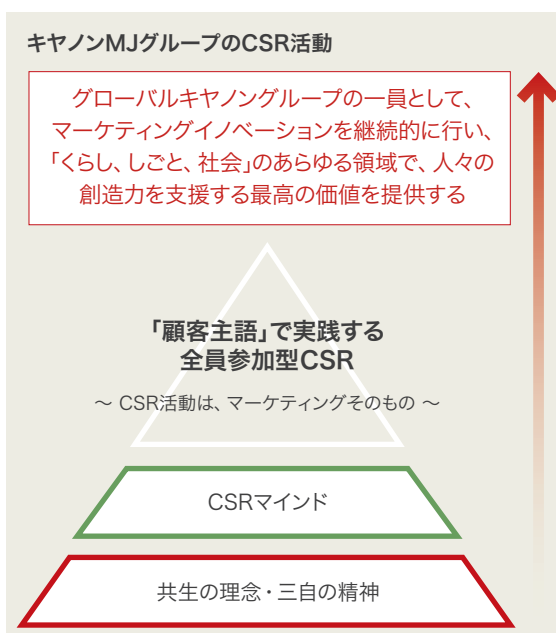 キヤノンMJグループのCSR活動
グローバルキヤノングループの一員として、
マーケティングイノベーションを継続的に行い、
「くらし、しごと、社会」のあらゆる領域で、人々の
創造力を支援する最高の価値を提供する
「顧客主語」で実践する
全員参加型CSR
～ CSR活動は、マーケティングそのもの ～
CSRマインド
共生の理念・三自の精神